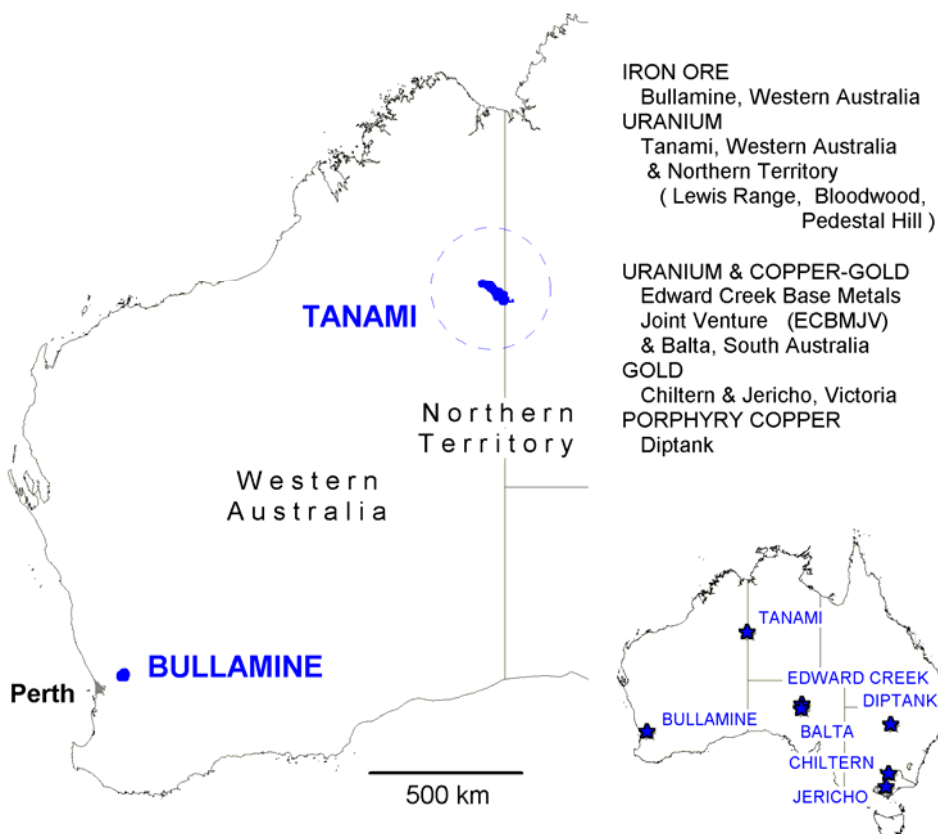 IRON ORE
Bullamine, Western Australia
URANIUM
Tanami, Western Australia
& Northern Territory
( Lewis Range, Bloodwood,
Pedestal Hill )
URANIUM & COPPER-GOLD
Edward Creek Base Metals
Joint Venture (ECBMJV)
& Balta, South Australia
GOLD
Chiltern & Jericho, Victoria
PORPHYRY COPPER
Diptank
TANAMI
Northern
Territory
Western
Australia
BULLAMINE
Perth
500 km
TANAMI
EDWARD CREEK
DIPTANK
BULLAMINE
BALTA
CHILTERN
JERICHO